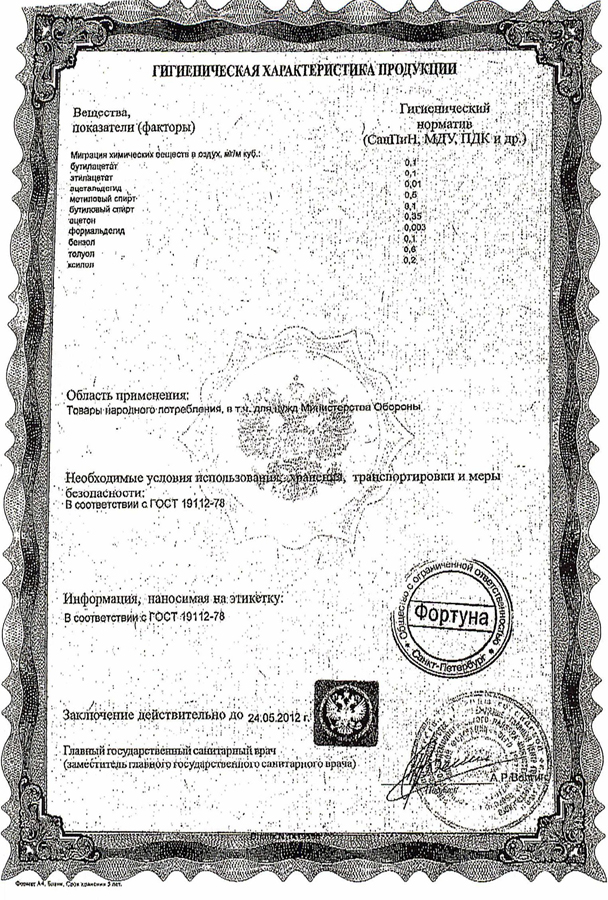 ГИГИЕНИЧЕСКАЯ ХАРАКТЕРИСТИКА ПРОДУКЦИИ
Вещества,
показатели (факторы)
Гигиенический
норматив
(СанПиН, МДУ, ПДК и др.)
Миграция химических веществ в оздух, мг/м куб.:
бутилацетат 0,1
этилацетат 0,1
ацетальдегид 0,01
метиловый спирт 0,5
бутиловый спирт 0,1
ацетон 0,35
формальдегид 0,003
бензол 0,1
толуол 0,6
ксилол 0,2
Область применения:
Товары народного потребления, в т.ч. для нужд Министерства Обороны
Необходимые условия использования, хранения, транспортировки и меры
безопасности:
В соответствии с ГОСТ 19112-78
Информация, наносимая на этикетку:
В соответствии с ГОСТ 19112-78
Общество с ограниченной ответственностью
Фортуна
Санкт-Петербург
Заключение действительно до 24.05.2012 г.
Главный государственный санитарный врач
(заместитель главного государственного санитарного врача)
Формат А4, Бланк, Срок хранения 5 лет.